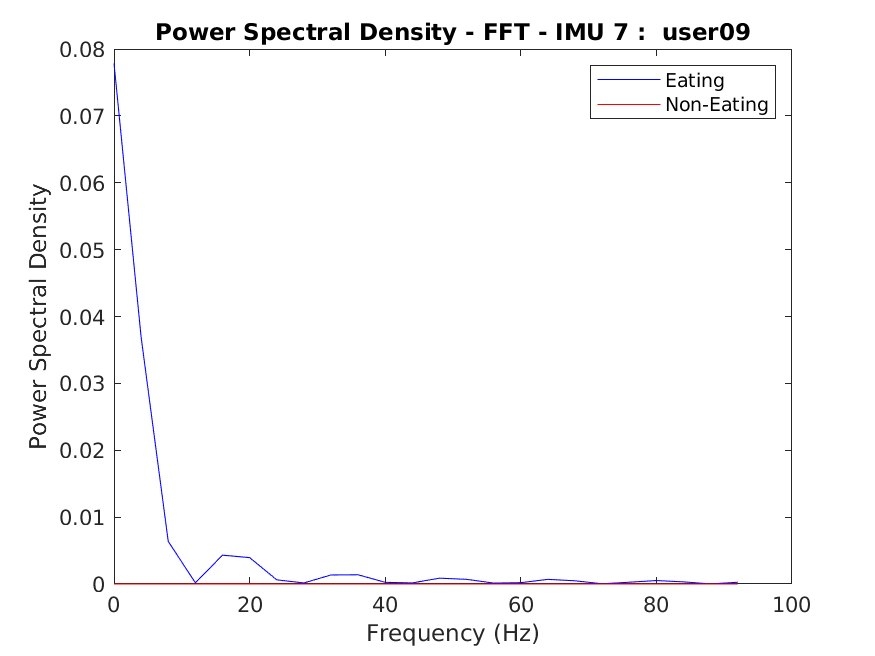 Power Spectral Density - FFT - IMU 7 :  user09
Eating
Non-Eating
Power Spectral Density
0.08
0.07
0.06
0.05
0.04
0.03
0.02
0.01
0
0 20 40 60 80 100
Frequency (Hz)